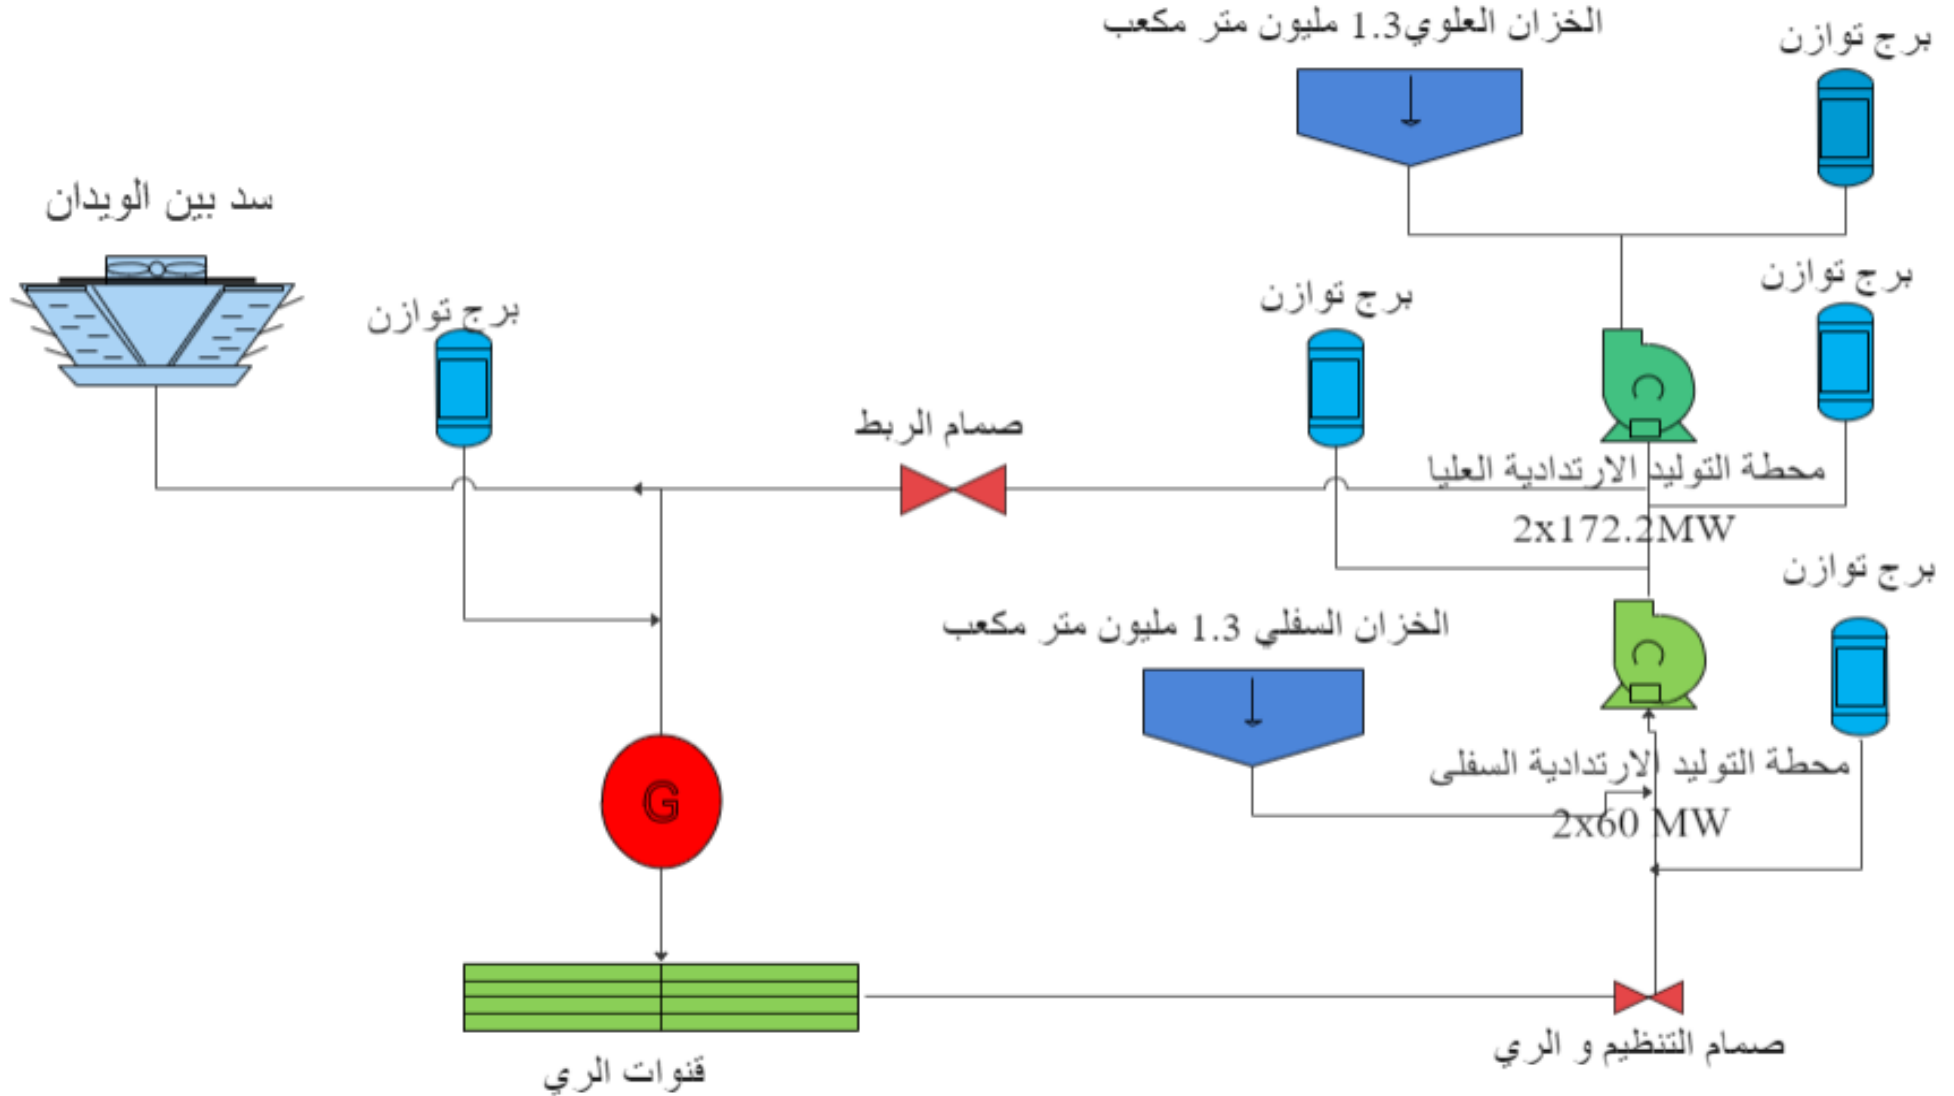 الخزان العلوي1.3 مليون متر مكعب
برج توازن
سد بين الويدان
برج توازن
برج توازن
برج توازن
صمام الربط
C
محطة التوليد الارتدادية العليا
2x172.2MW
برج توازن
الخزان السفلي 1.3 مليون متر مكعب
C
محطة التوليد الارتدادية السفلى
2x60 MW
G
صمام التنظيم و الري
قنوات الري